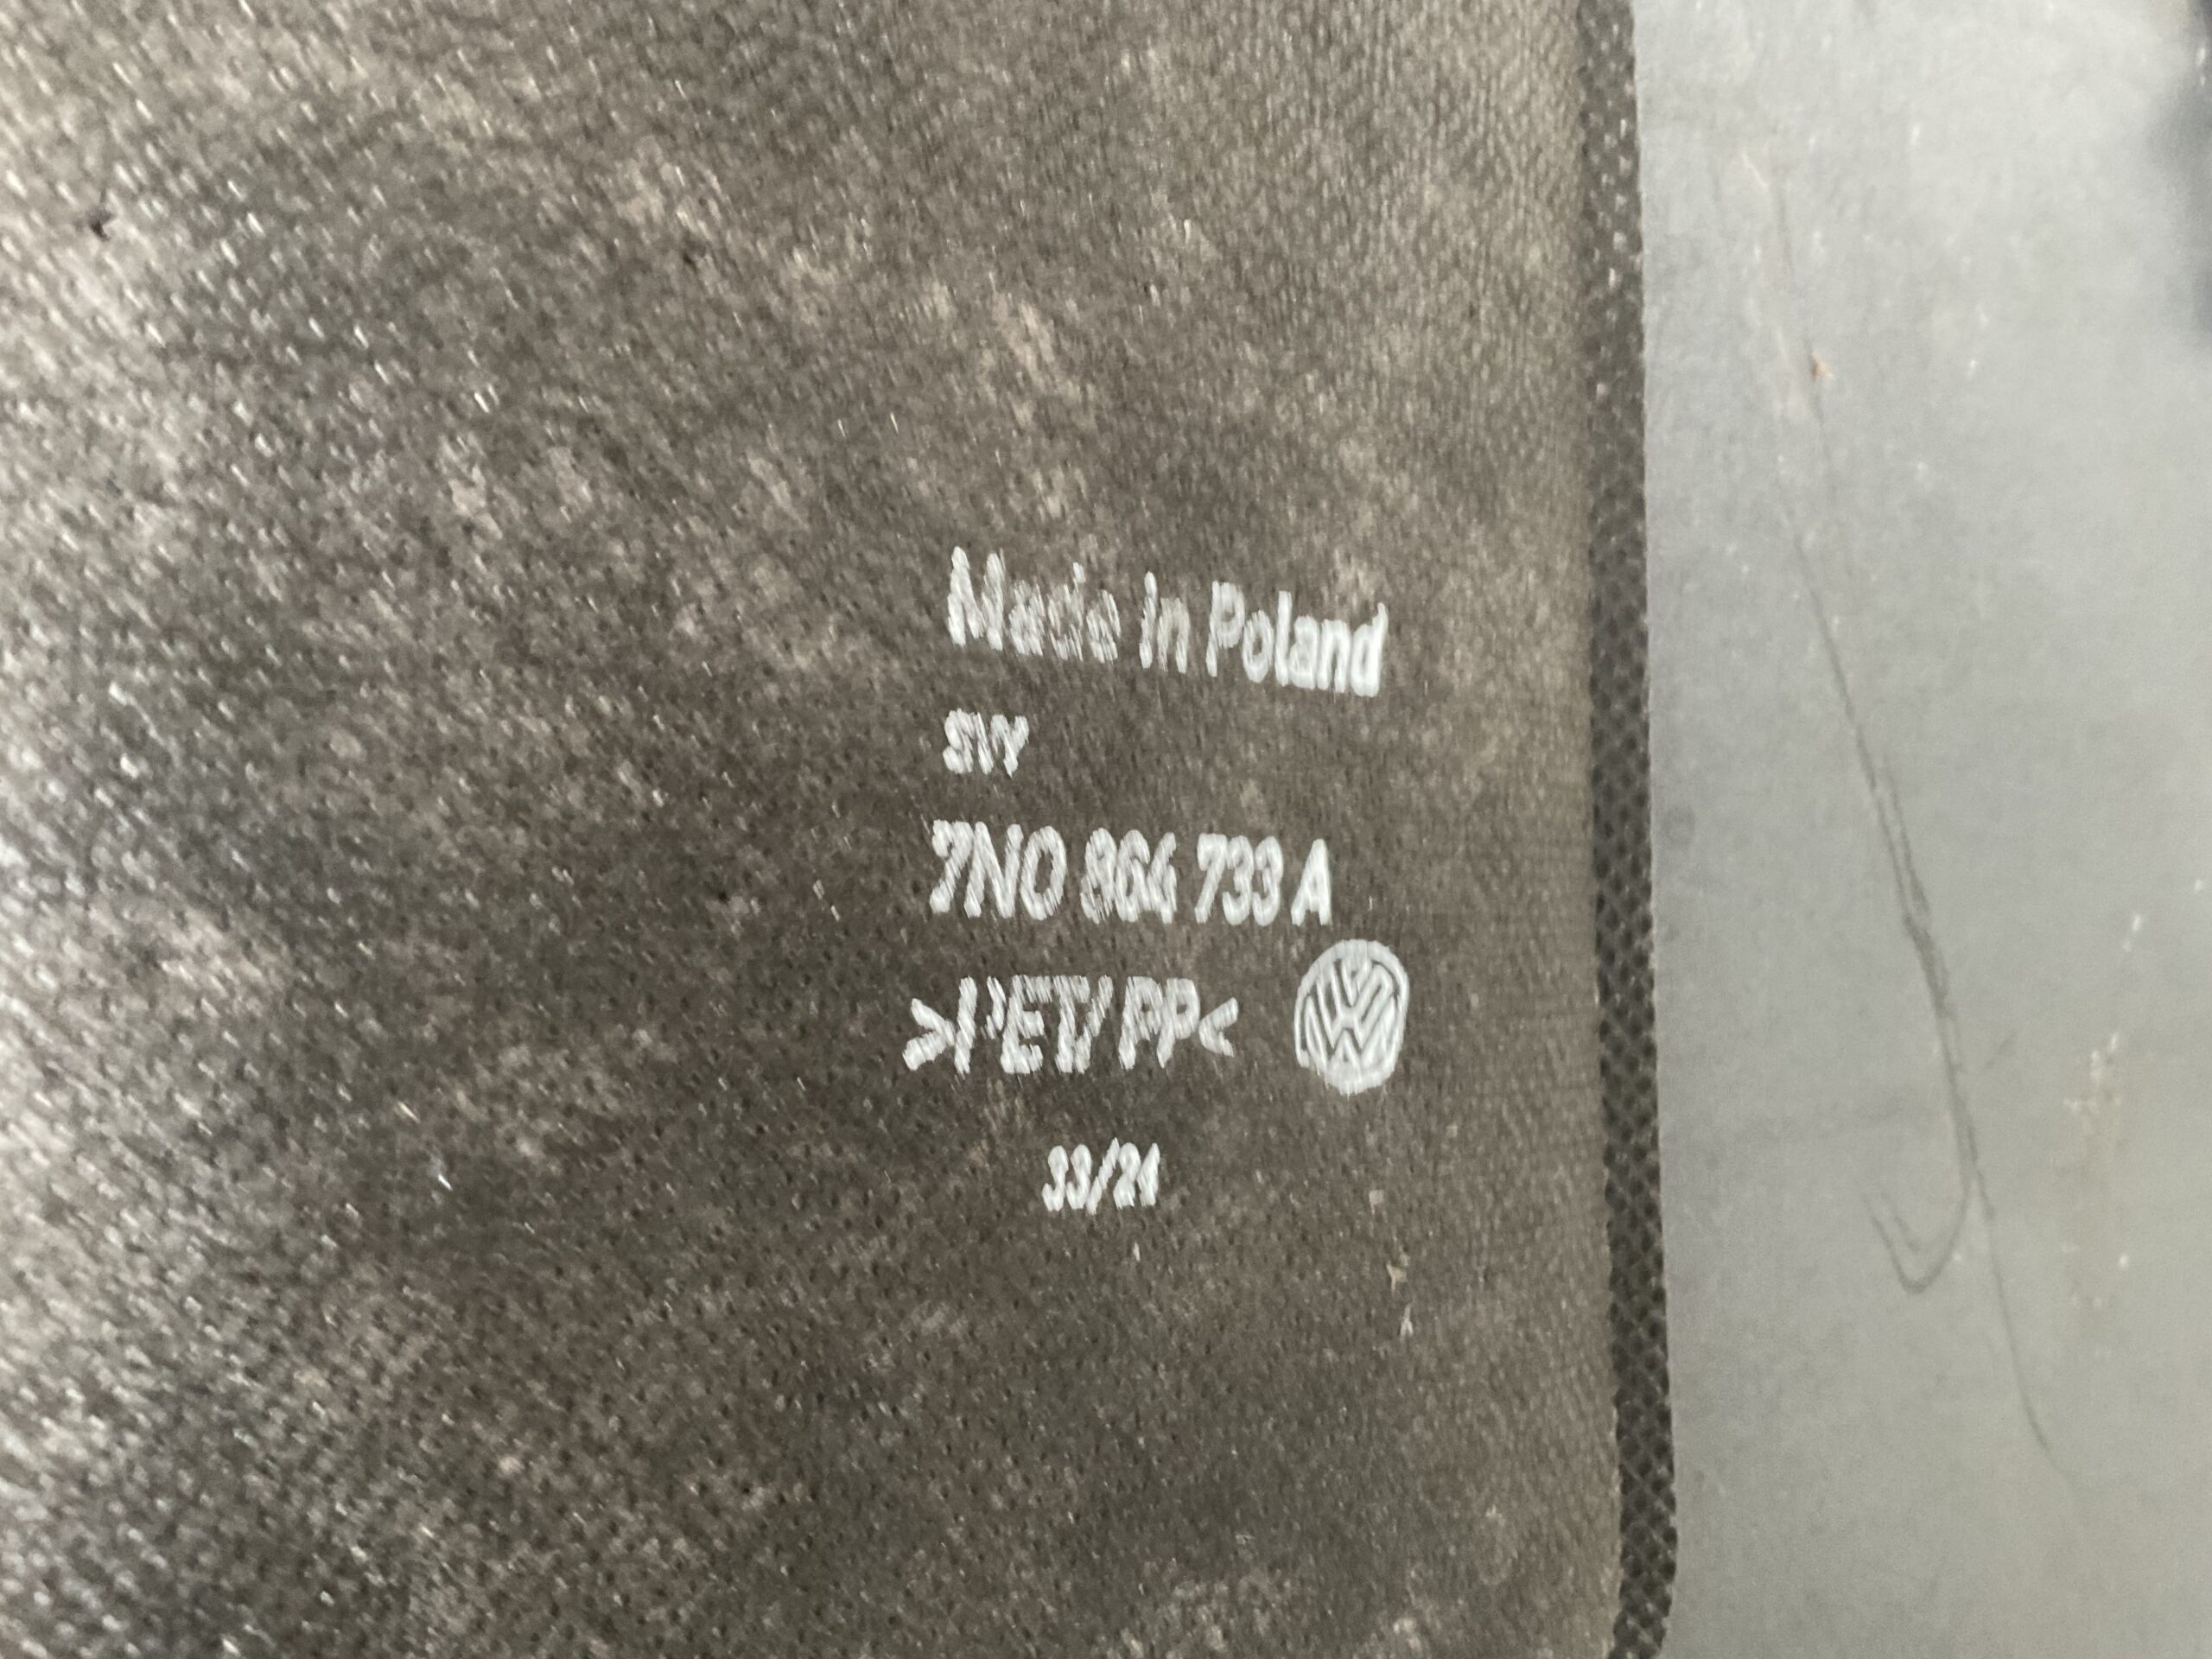 Made in Poland
SVY
7N0 864 733 A
>PET/ PP<
33/21